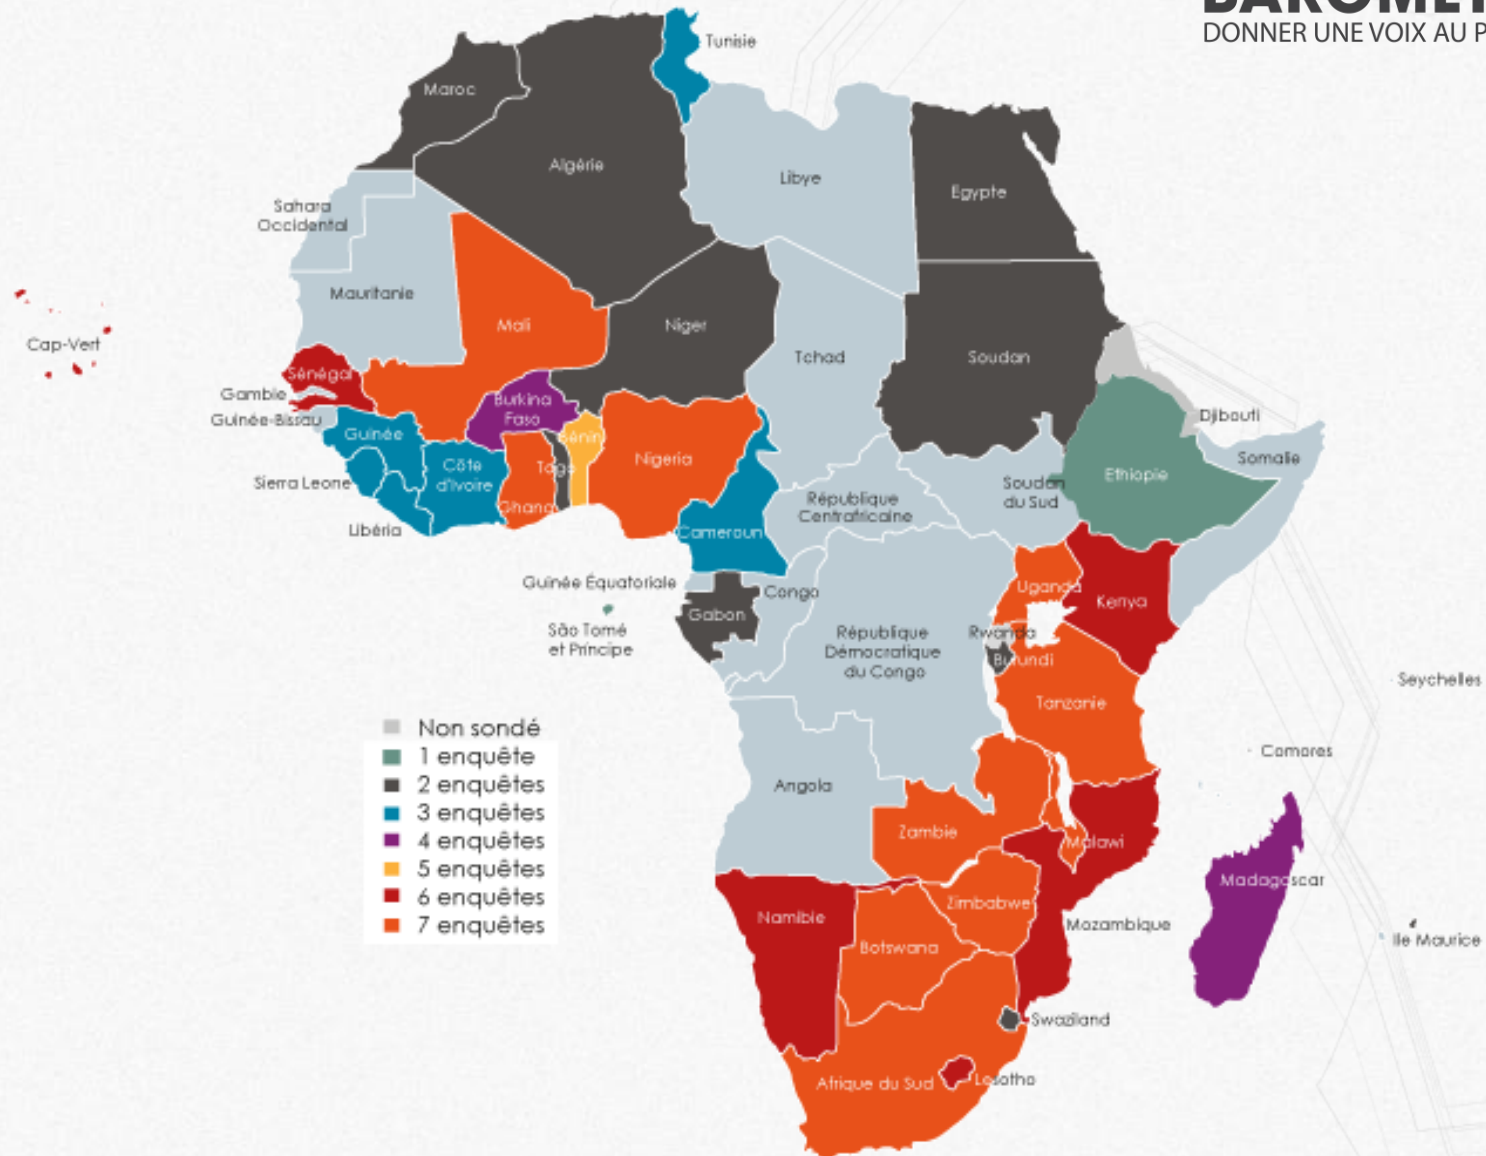 DONNER UNE VOIX AU P
Tunisie
Maroc
Algérie
Libye
Egypte
Sahara
Occidental
Mauritanie
Mali
Niger
Tchad
Soudan
Cap-Vert
Sénégal
Gambie
Guinée-Bissau
Burkina
Faso
Djibouti
Guinée
Côte
d'Ivoire
Togo
Bénin
Nigeria
Ethiopie
Somalie
Sierra Leone
Ghana
République
Centrafricaine
Soudan
du Sud
Libéria
Cameroun
Guinée Équatoriale
Congo
Uganda
Kenya
Gabon
São Tomé
et Príncipe
République
Démocratique
du Congo
Rwanda
Burundi
Seychelles
Tanzanie
Comores
Non sondé
1 enquête
2 enquêtes
3 enquêtes
4 enquêtes
5 enquêtes
6 enquêtes
7 enquêtes
Angola
Zambie
Malawi
Madagascar
Namibie
Zimbabwe
Mozambique
Ile Maurice
Botswana
Swaziland
Afrique du Sud
Lesotho